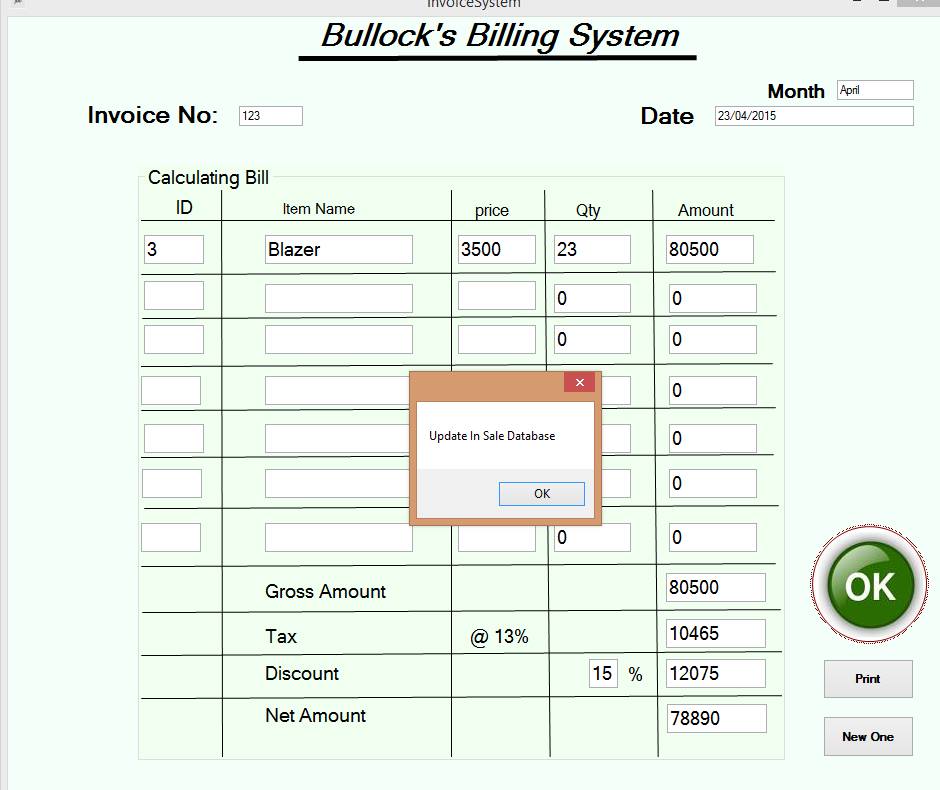 InvoiceSystem
Bullock's Billing System
Month April
Invoice No: 123 Date 23/04/2015
Calculating Bill
ID Item Name price Qty Amount
3 Blazer 3500 23 80500
0 0
0 0
0
Update In Sale Database
0
OK
0
0 0
OK
Gross Amount 80500
Tax @ 13% 10465
Discount 15 % 12075
Print
Net Amount 78890
New One